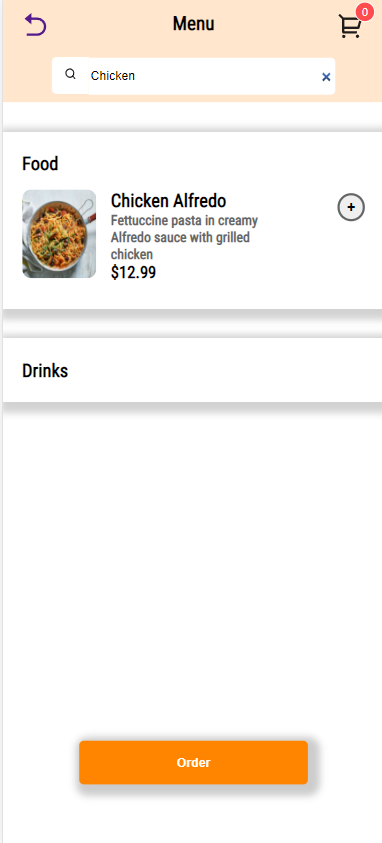 Menu
0
Chicken
×
Food
Chicken Alfredo
+
Fettuccine pasta in creamy
Alfredo sauce with grilled
chicken
$12.99
Drinks
Order